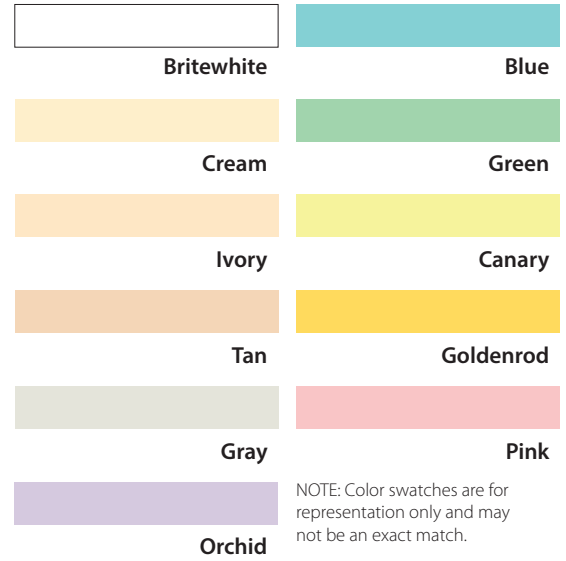 Britewhite
Blue
Cream
Green
Ivory
Canary
Tan
Goldenrod
Gray
Pink
Orchid
NOTE: Color swatches are for
representation only and may
not be an exact match.